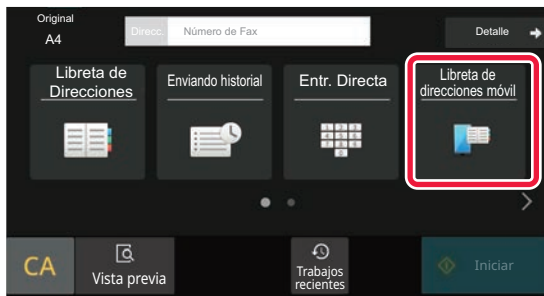 Original
A4
Direcc.
Número de Fax
Detalle
Libreta de
Direcciones
Enviando historial
Entr. Directa
Libreta de
direcciones móvil
CA
Vista previa
Trabajos
recientes
Iniciar